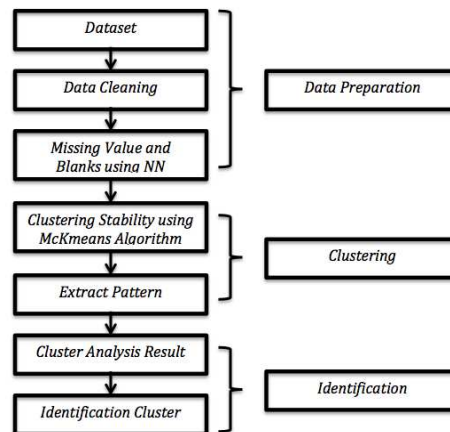 Dataset
Data Cleaning
Data Preparation
Missing Value and
Blanks using NN
Clustering Stability using
McKmeans Algorithm
Clustering
Extract Pattern
Cluster Analysis Result
Identification
Identification Cluster